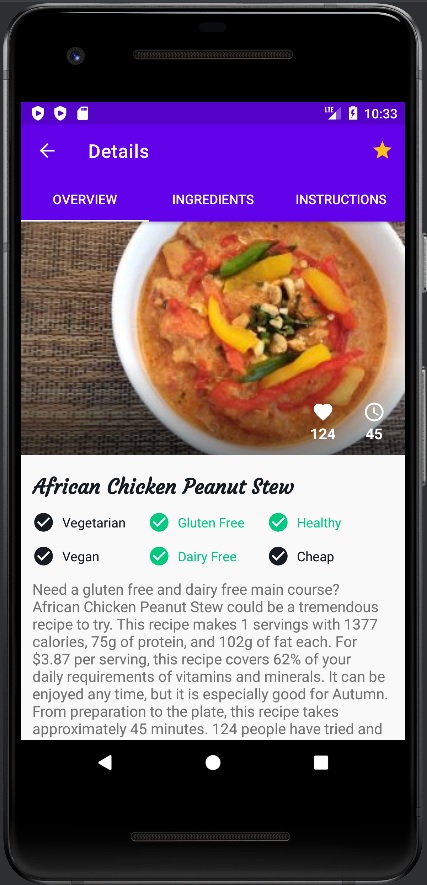 LTE 10:33
Details
OVERVIEW INGREDIENTS INSTRUCTIONS
124 45
African Chicken Peanut Stew
Vegetarian Gluten Free Healthy
Vegan Dairy Free Cheap
Need a gluten free and dairy free main course?
African Chicken Peanut Stew could be a tremendous
recipe to try. This recipe makes 1 servings with 1377
calories, 75g of protein, and 102g of fat each. For
$3.87 per serving, this recipe covers 62% of your
daily requirements of vitamins and minerals. It can be
enjoyed any time, but it is especially good for Autumn.
From preparation to the plate, this recipe takes
approximately 45 minutes. 124 people have tried and